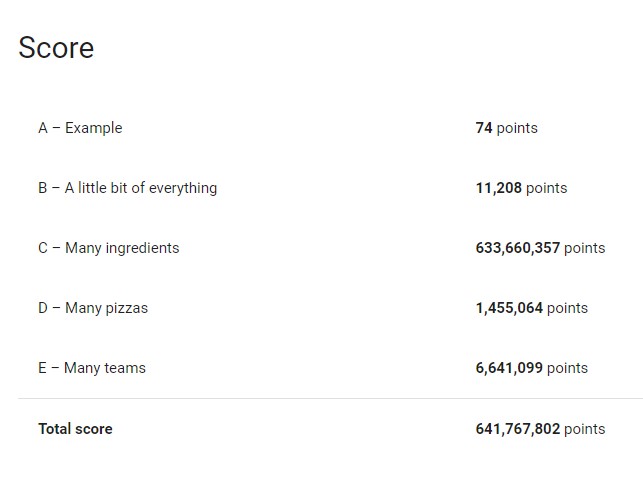 Score
A – Example 74 points
B – A little bit of everything 11,208 points
C – Many ingredients 633,660,357 points
D – Many pizzas 1,455,064 points
E – Many teams 6,641,099 points
Total score 641,767,802 points